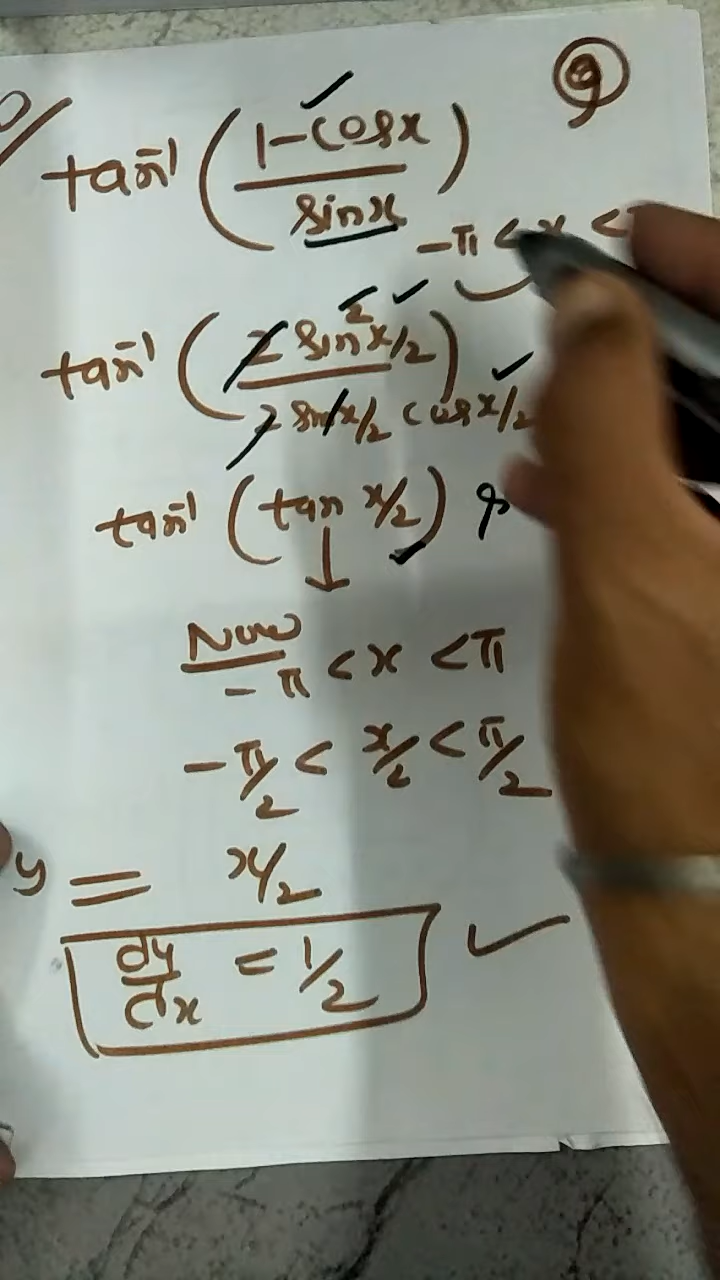 9
tan⁻¹ (1-cosx / sinx)
-π < x <
tan⁻¹ (2 sin²x/2 / 2 sinx/2 cosx/2)
tan⁻¹ (tan x/2)
↓
Now
-π < x < π
-π/2 < x/2 < π/2
y = x/2
dy/dx = 1/2